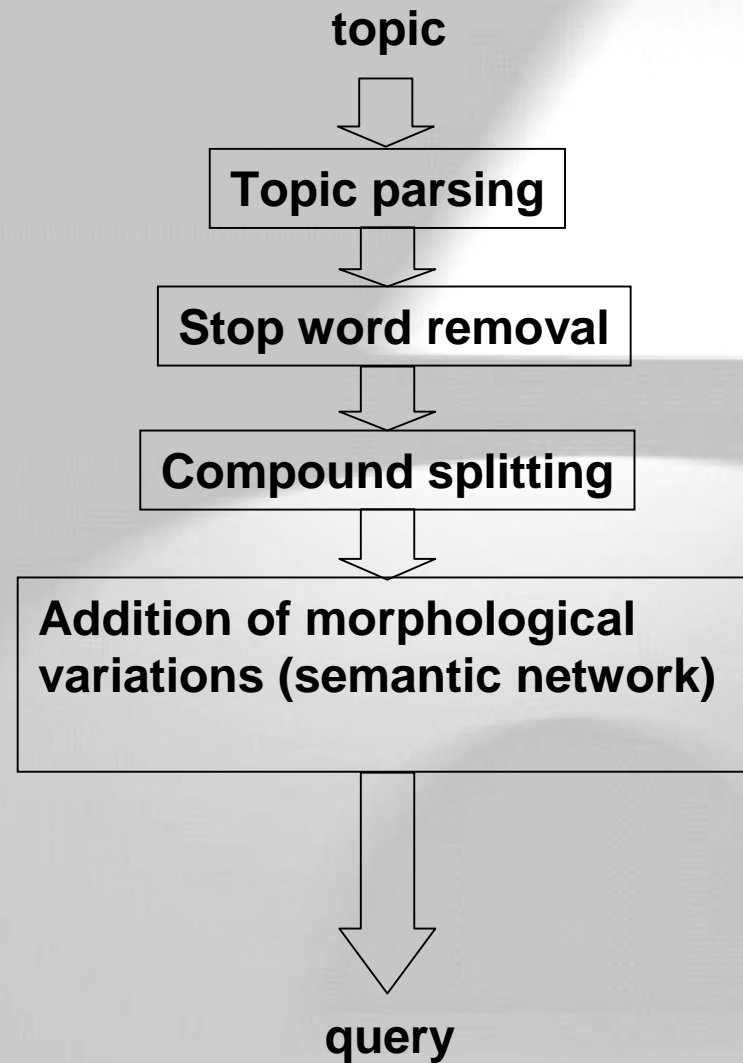 topic
Topic parsing
Stop word removal
Compound splitting
Addition of morphological
variations (semantic network)
query